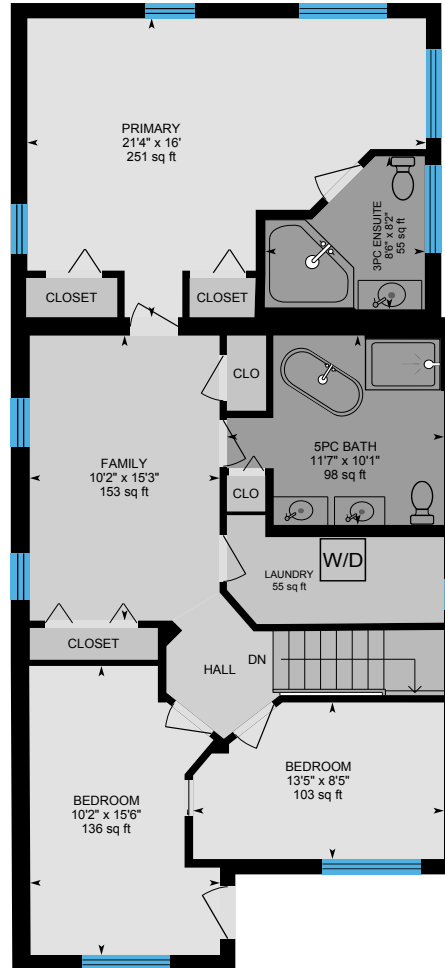 PRIMARY
21'4" x 16'
251 sq ft
3PC ENSUITE
8'6" x 8'2"
55 sq ft
CLOSET
CLOSET
CLO
FAMILY
10'2" x 15'3"
153 sq ft
5PC BATH
11'7" x 10'1"
98 sq ft
CLO
W/D
LAUNDRY
55 sq ft
CLOSET
HALL
DN
BEDROOM
13'5" x 8'5"
103 sq ft
BEDROOM
10'2" x 15'6"
136 sq ft